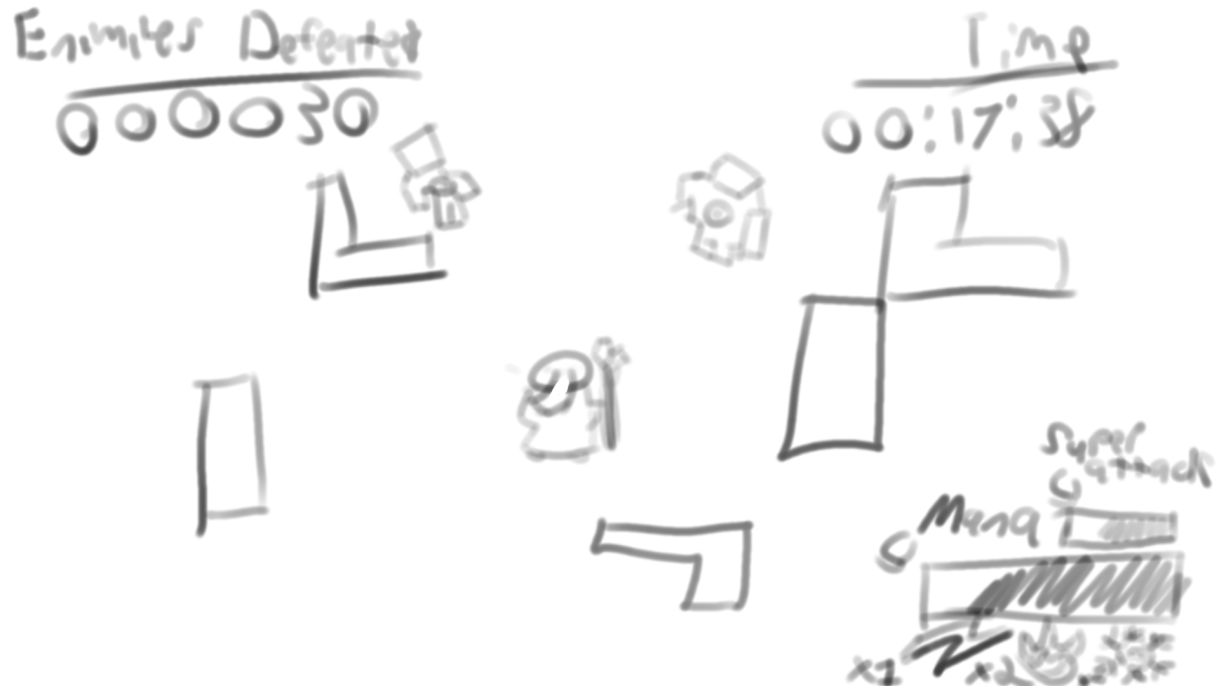 Enimies Defeated
Time
000030
00:17:38
Super
attack
Mana
x1
x2